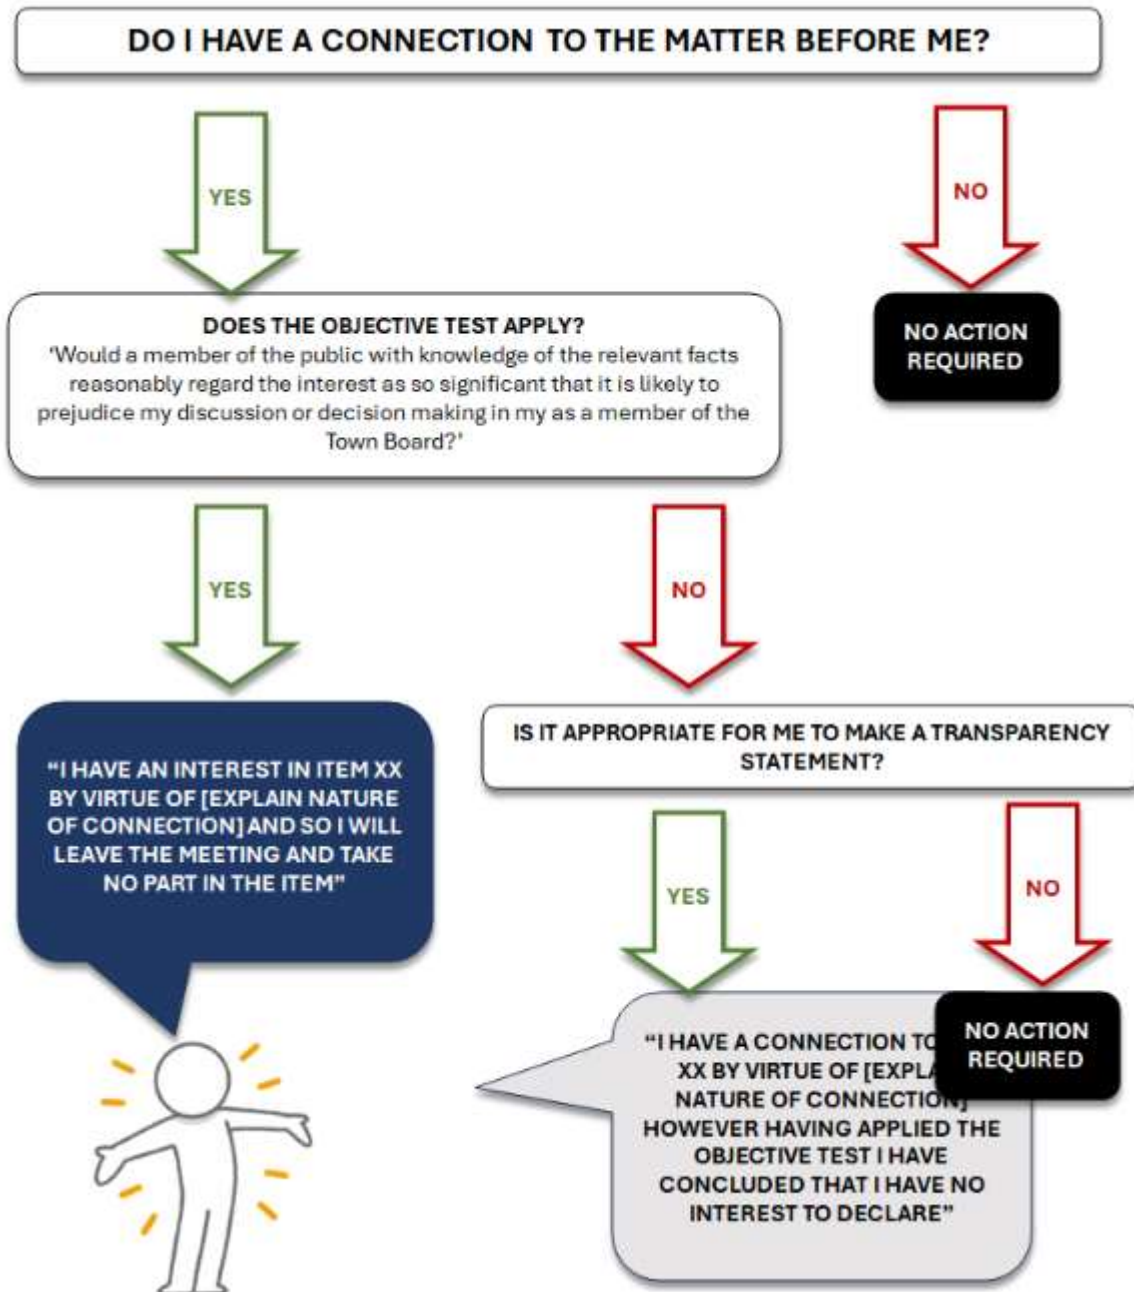 DO I HAVE A CONNECTION TO THE MATTER BEFORE ME?
YES
NO
DOES THE OBJECTIVE TEST APPLY?
'Would a member of the public with knowledge of the relevant facts
reasonably regard the interest as so significant that it is likely to
prejudice my discussion or decision making in my as a member of the
Town Board?'
NO ACTION
REQUIRED
YES
NO
"I HAVE AN INTEREST IN ITEM XX
BY VIRTUE OF [EXPLAIN NATURE
OF CONNECTION] AND SO I WILL
LEAVE THE MEETING AND TAKE
NO PART IN THE ITEM"
IS IT APPROPRIATE FOR ME TO MAKE A TRANSPARENCY
STATEMENT?
YES
NO
"I HAVE A CONNECTION TO
XX BY VIRTUE OF
NATURE OF CONNECTION]
HOWEVER HAVING APPLIED THE
OBJECTIVE TEST I HAVE
CONCLUDED THAT I HAVE NO
INTEREST TO DECLARE"
NO ACTION
REQUIRED